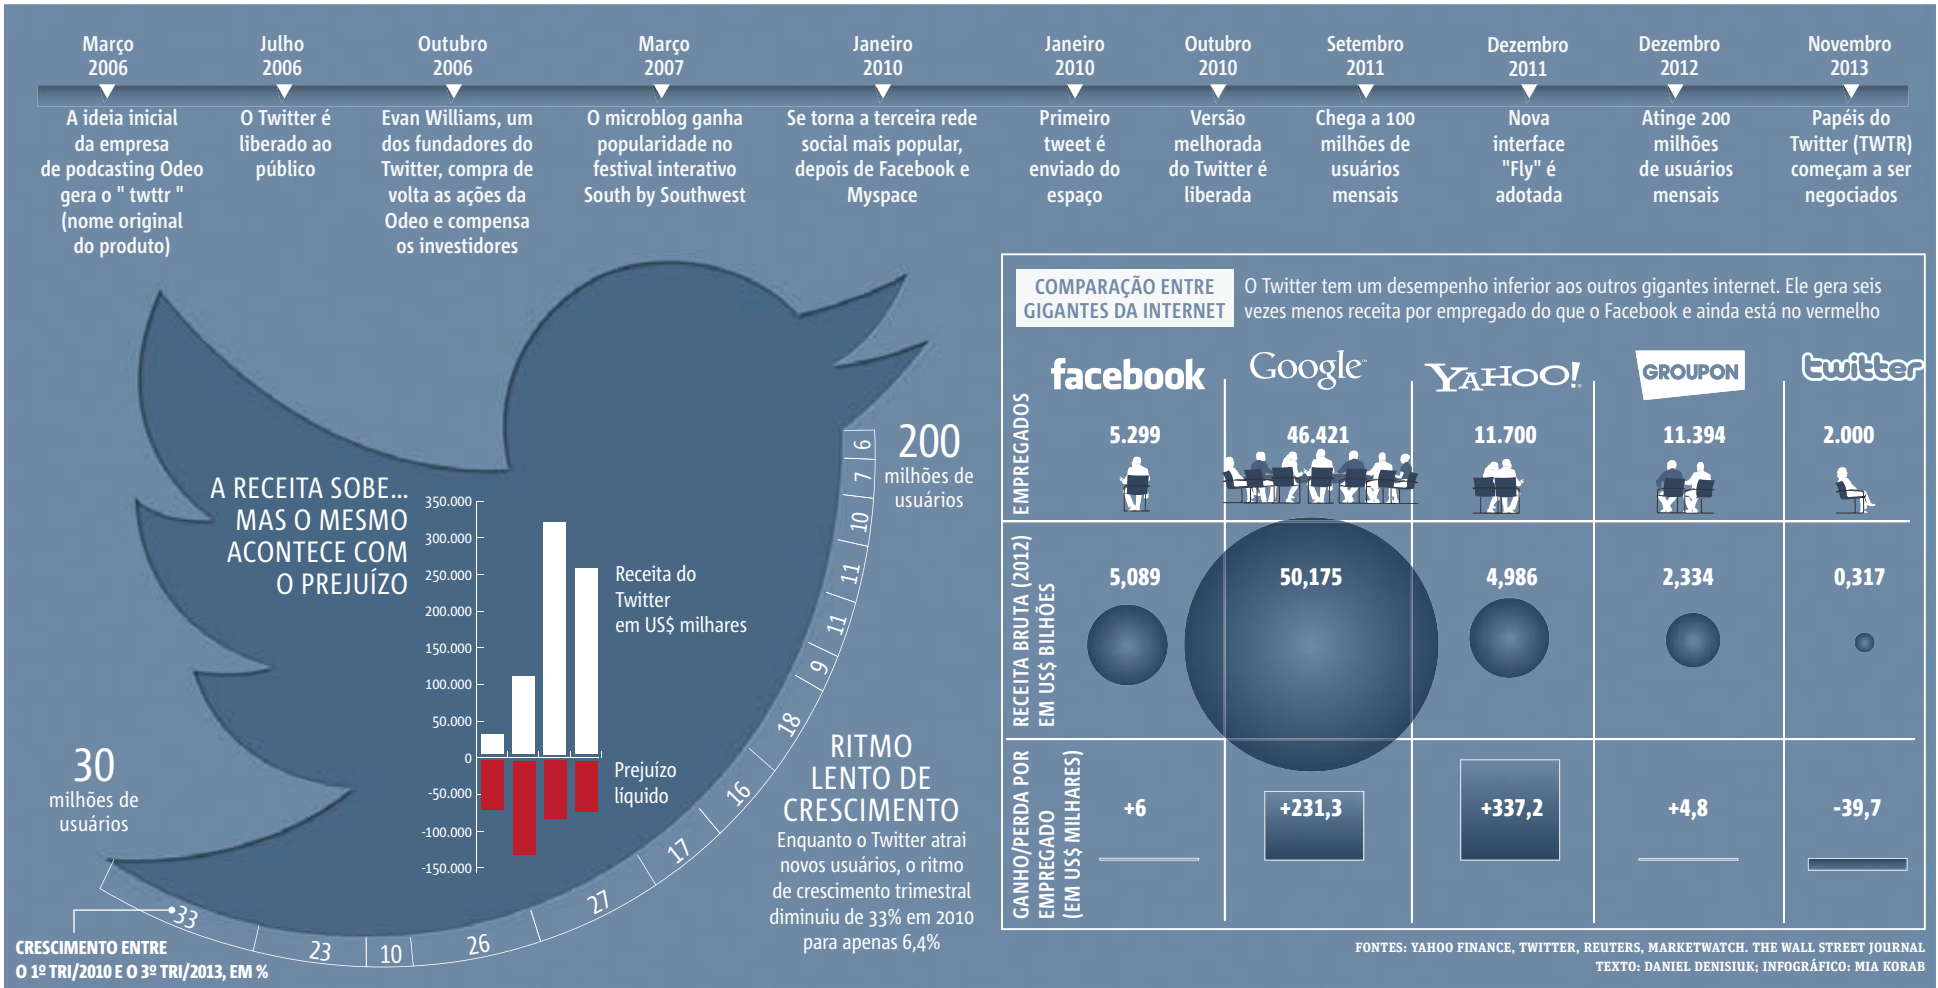 Março
2006
A ideia inicial
da empresa
de podcasting Odeo
gera o " twttr "
(nome original
do produto)
Julho
2006
O Twitter é
liberado ao
público
Outubro
2006
Evan Williams, um
dos fundadores do
Twitter, compra de
volta as ações da
Odeo e compensa
os investidores
Março
2007
O microblog ganha
popularidade no
festival interativo
South by Southwest
Janeiro
2010
Se torna a terceira rede
social mais popular,
depois de Facebook e
Myspace
Janeiro
2010
Primeiro
tweet é
enviado do
espaço
Outubro
2010
Versão
melhorada
do Twitter é
liberada
Setembro
2011
Chega a 100
milhões de
usuários
mensais
Dezembro
2011
Nova
interface
"Fly" é
adotada
Dezembro
2012
Atinge 200
milhões
de usuários
mensais
Novembro
2013
Papéis do
Twitter (TWTR)
começam a ser
negociados
A RECEITA SOBE...
MAS O MESMO
ACONTECE COM
O PREJUÍZO
350.000
300.000
250.000
200.000
150.000
100.000
50.000
0
-50.000
-100.000
-150.000
Receita do
Twitter
em US$ milhares
Prejuízo
líquido
30
milhões de
usuários
33
23
10
26
27
17
16
18
9
11
11
10
7
6
200
milhões de
usuários
CRESCIMENTO ENTRE
O 1º TRI/2010 E O 3º TRI/2013, EM %
RITMO
LENTO DE
CRESCIMENTO
Enquanto o Twitter atrai
novos usuários, o ritmo
de crescimento trimestral
diminuiu de 33% em 2010
para apenas 6,4%
COMPARAÇÃO ENTRE
GIGANTES DA INTERNET
O Twitter tem um desempenho inferior aos outros gigantes internet. Ele gera seis
vezes menos receita por empregado do que o Facebook e ainda está no vermelho
facebook
Google™
YAHOO!
GROUPON
twitter
EMPREGADOS
5.299
46.421
11.700
11.394
2.000
RECEITA BRUTA (2012)
EM US$ BILHÕES
5,089
50,175
4,986
2,334
0,317
GANHO/PERDA POR
EMPREGADO
(EM US$ MILHARES)
+6
+231,3
+337,2
+4,8
-39,7
FONTES: YAHOO FINANCE, TWITTER, REUTERS, MARKETWATCH. THE WALL STREET JOURNAL
TEXTO: DANIEL DENISIUK; INFOGRÁFICO: MIA KORAB